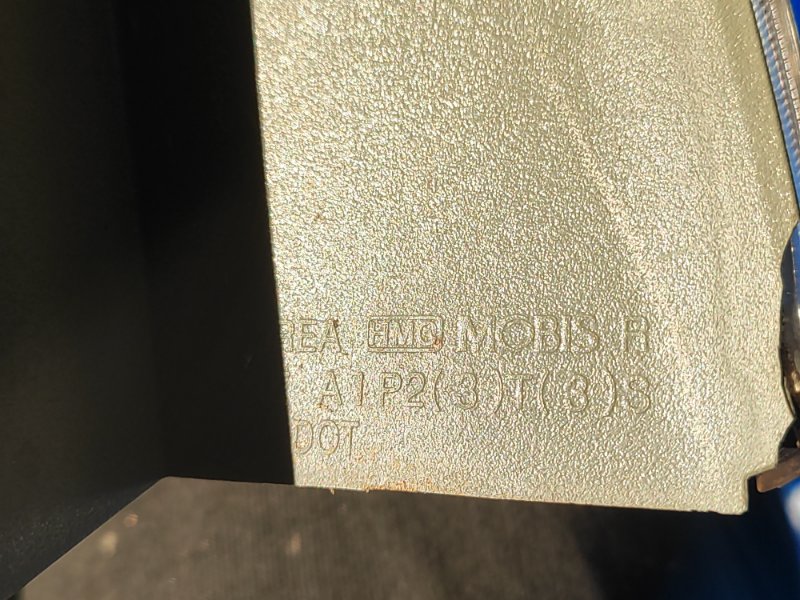 REA HMC MOBIS R
A1P2(3)T(3)S
DOT